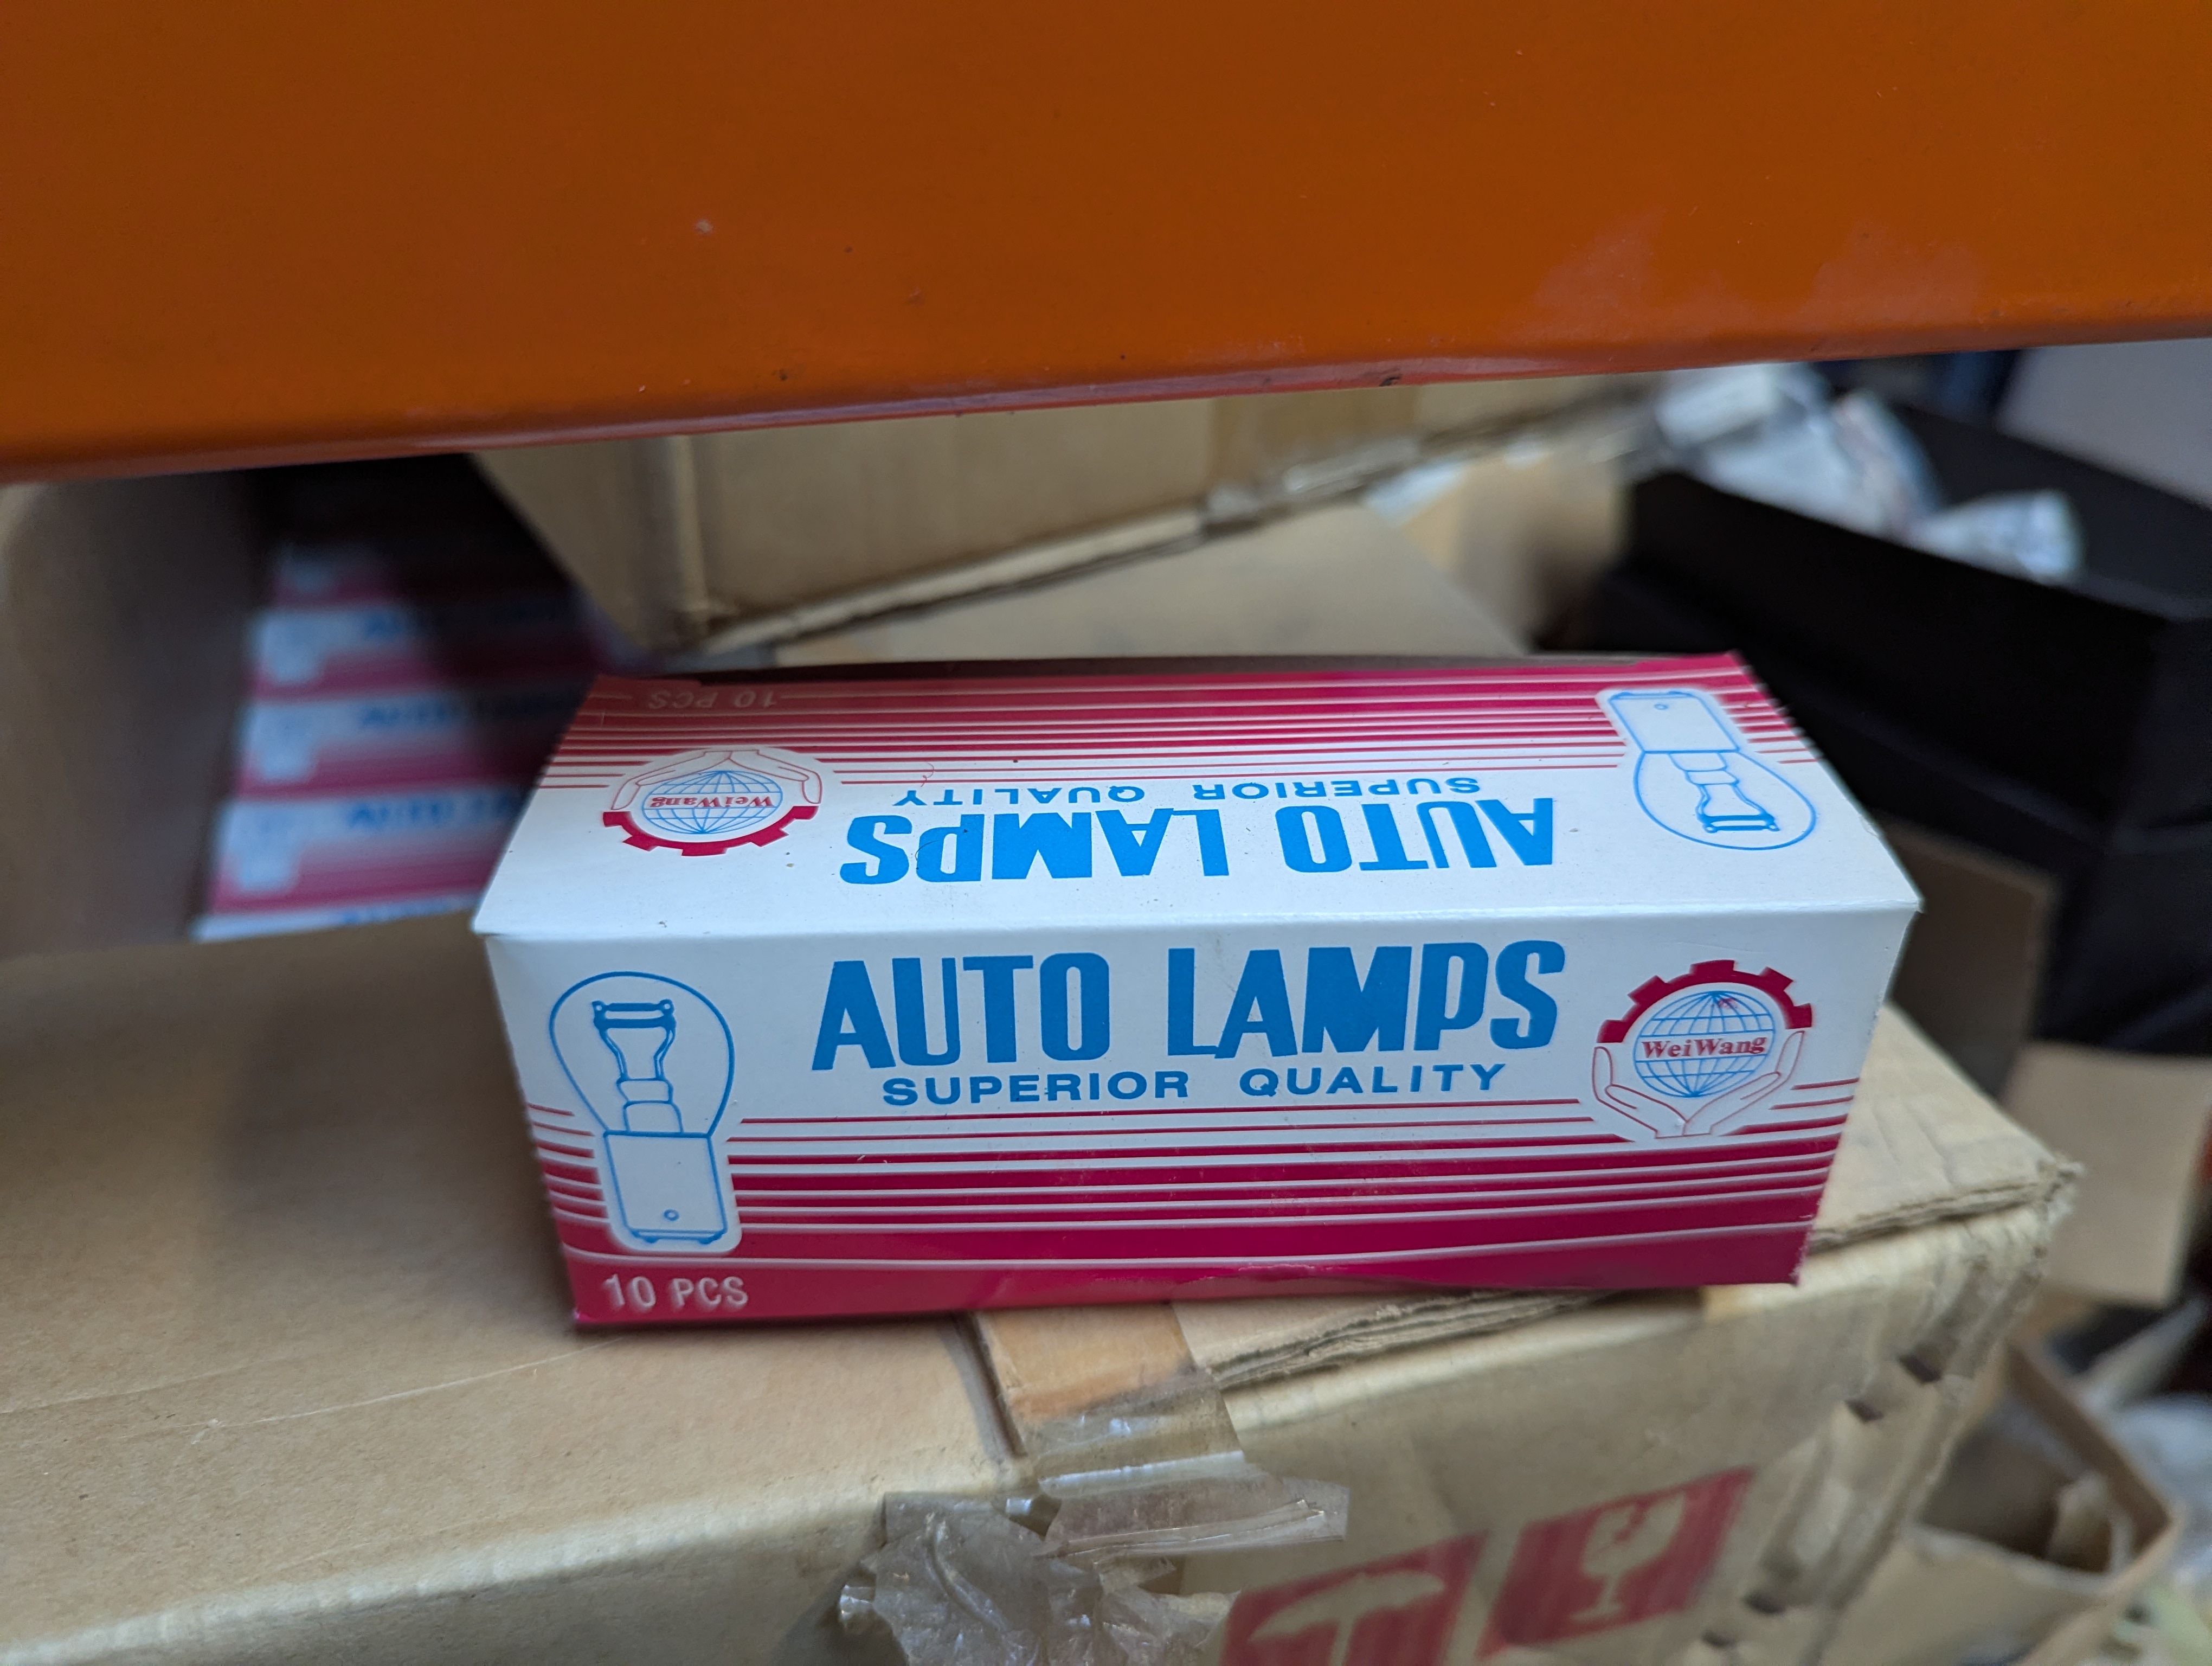 10 PCS
WeiWang
SUPERIOR QUALITY
AUTO LAMPS
AUTO LAMPS
SUPERIOR QUALITY
WeiWang
10 PCS